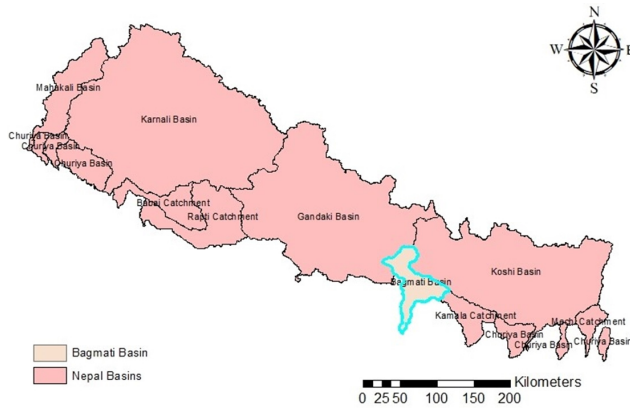 N
W
E
S
Mahakali Basin
Karnali Basin
Churiya Basin
Churiya Basin
Churiya Basin
Babai Catchment
Rapti Catchment
Gandaki Basin
Koshi Basin
Bagmati Basin
Kamala Catchment
Mechi Catchment
Churiya Basin
Churiya Basin
Churiya Basin
Bagmati Basin
Nepal Basins
Kilometers
0 25 50 100 150 200